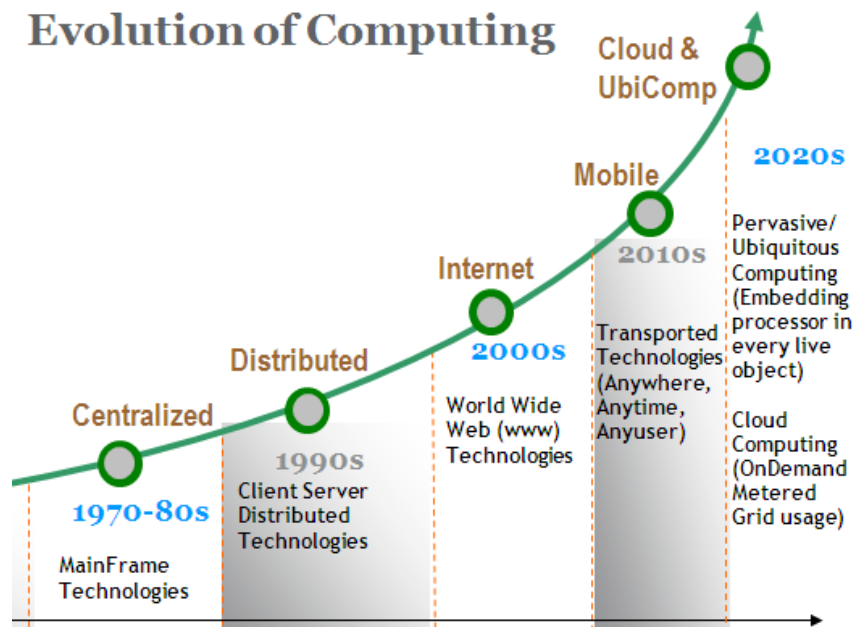 Evolution of Computing
Centralized
1970-80s
MainFrame
Technologies
Distributed
1990s
Client Server
Distributed
Technologies
Internet
2000s
World Wide
Web (www)
Technologies
Mobile
2010s
Transported
Technologies
(Anywhere,
Anytime,
Anyuser)
Cloud &
UbiComp
2020s
Pervasive/
Ubiquitous
Computing
(Embedding
processor in
every live
object)
Cloud
Computing
(OnDemand
Metered
Grid usage)